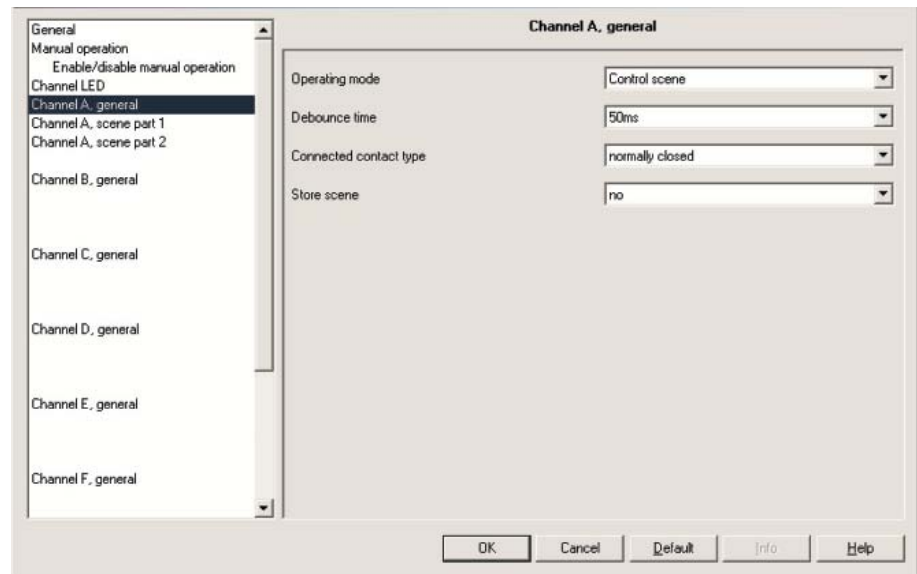 Channel A, general
General
Manual operation
Enable/disable manual operation
Channel LED
Channel A, general
Channel A, scene part 1
Channel A, scene part 2
Channel B, general
Channel C, general
Channel D, general
Channel E, general
Channel F, general
Operating mode
Control scene
Debounce time
50ms
Connected contact type
normally closed
Store scene
no
OK
Cancel
Default
Info
Help